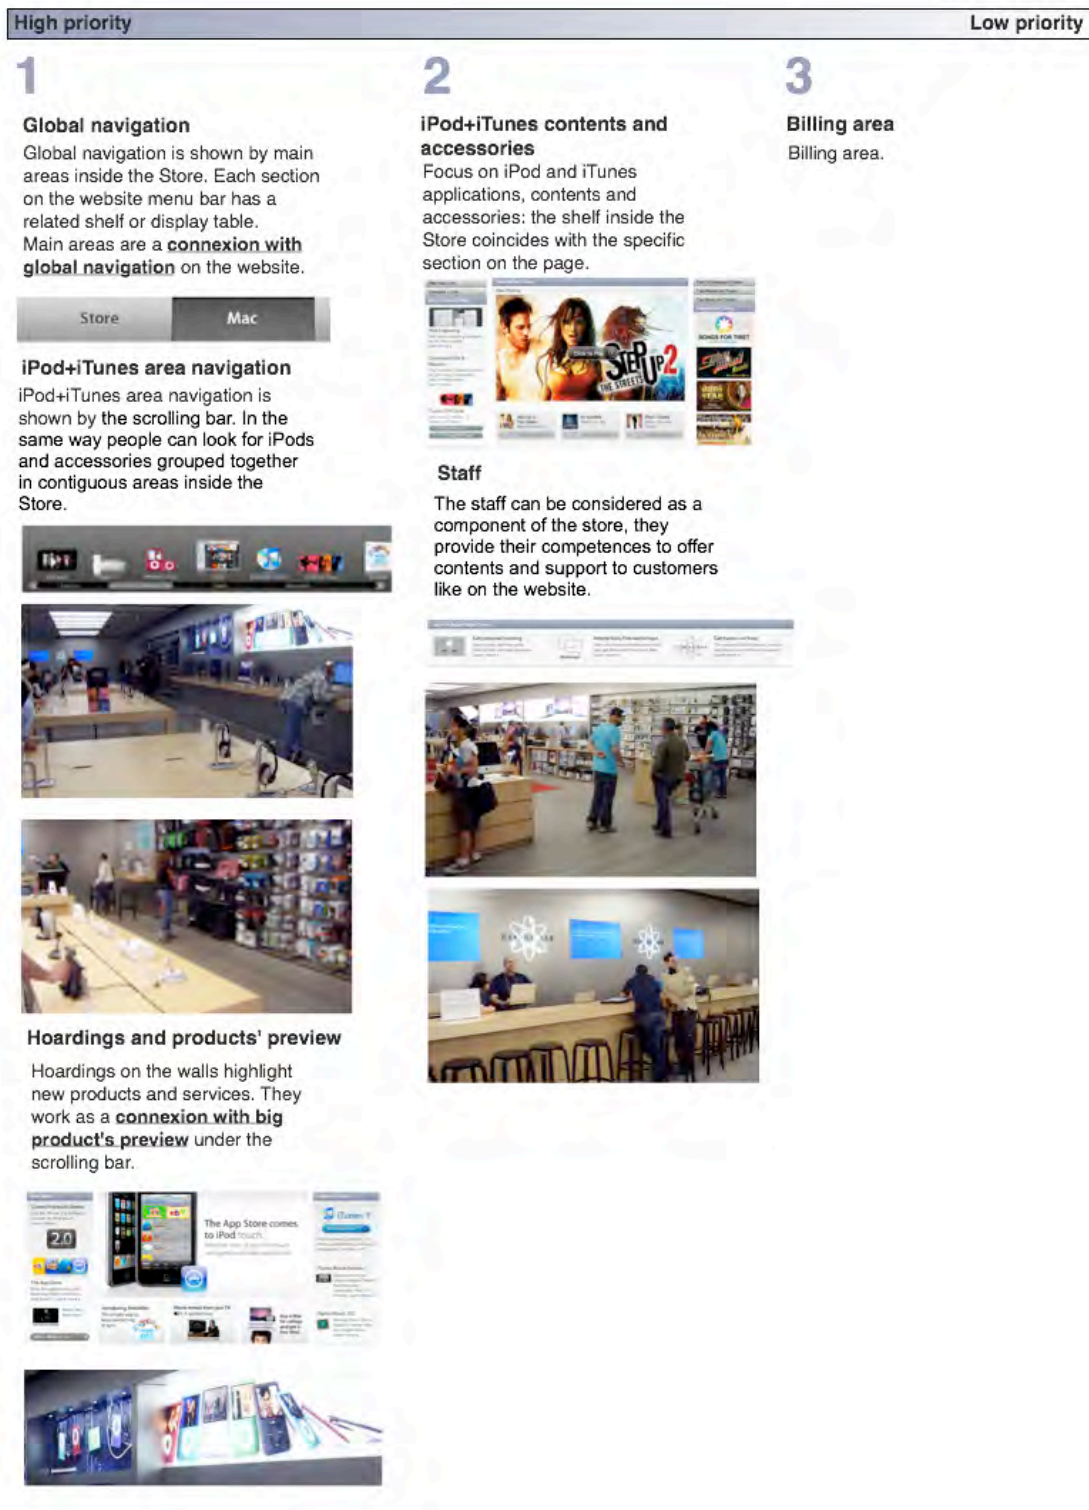 High priority
Low priority
1
Global navigation
Global navigation is shown by main
areas inside the Store. Each section
on the website menu bar has a
related shelf or display table.
Main areas are a connexion with
global navigation on the website.
Store
Mac
iPod+iTunes area navigation
iPod+iTunes area navigation is
shown by the scrolling bar. In the
same way people can look for iPods
and accessories grouped together
in contiguous areas inside the
Store.
Hoardings and products' preview
Hoardings on the walls highlight
new products and services. They
work as a connexion with big
product's preview under the
scrolling bar.
2.0
The App Store comes
to iPod touch.
iTunes
2
iPod+iTunes contents and
accessories
Focus on iPod and iTunes
applications, contents and
accessories: the shelf inside the
Store coincides with the specific
section on the page.
STEP UP 2
THE STREETS
SONGS FOR TIBET
Staff
The staff can be considered as a
component of the store, they
provide their competences to offer
contents and support to customers
like on the website.
3
Billing area
Billing area.